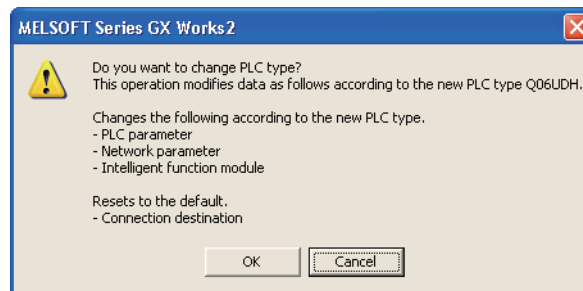 MELSOFT Series GX Works2
Do you want to change PLC type?
This operation modifies data as follows according to the new PLC type Q06UDH.
Changes the following according to the new PLC type.
- PLC parameter
- Network parameter
- Intelligent function module
Resets to the default.
- Connection destination
OK
Cancel